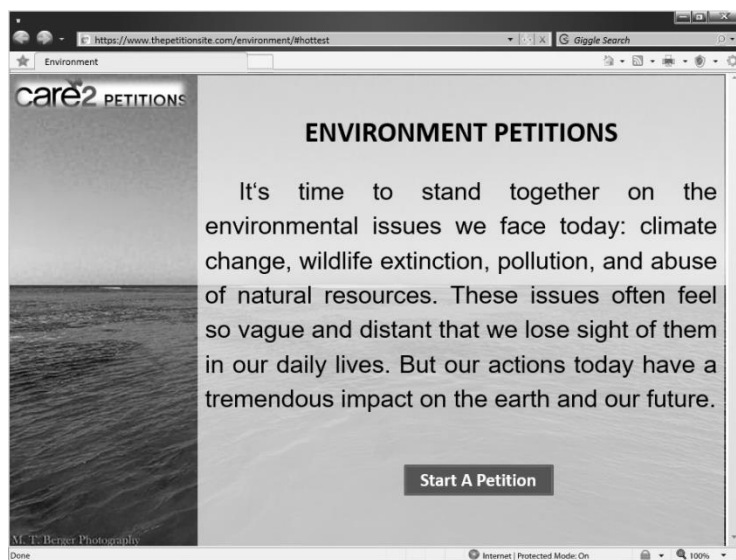 https://www.thepetitionsite.com/environment/#hottest
Giggle Search
Environment
care2 PETITIONS
ENVIRONMENT PETITIONS
It‘s time to stand together on the
environmental issues we face today: climate
change, wildlife extinction, pollution, and abuse
of natural resources. These issues often feel
so vague and distant that we lose sight of them
in our daily lives. But our actions today have a
tremendous impact on the earth and our future.
Start A Petition
M. T. Berger Photography
Done
Internet | Protected Mode: On
100%